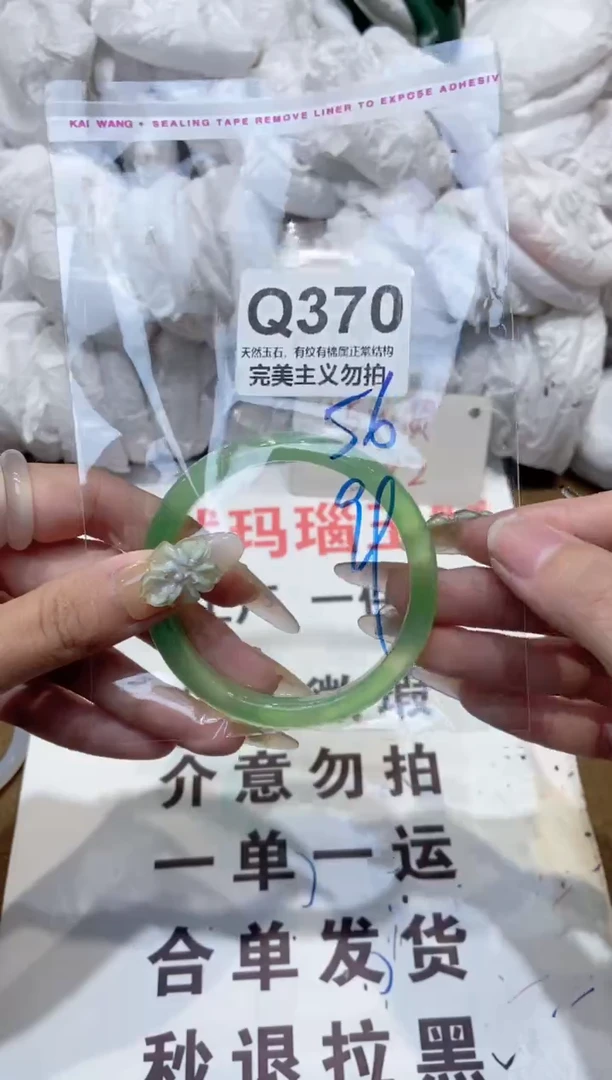 KAI WANG • SEALING TAPE REMOVE LINER TO EXPOSE ADHESIV
Q370
天然玉石，有纹有棉属正常结构
完美主义勿拍
56
玛瑙
一
瑕
介意勿拍
一单一运
合单发货
秒退拉黑